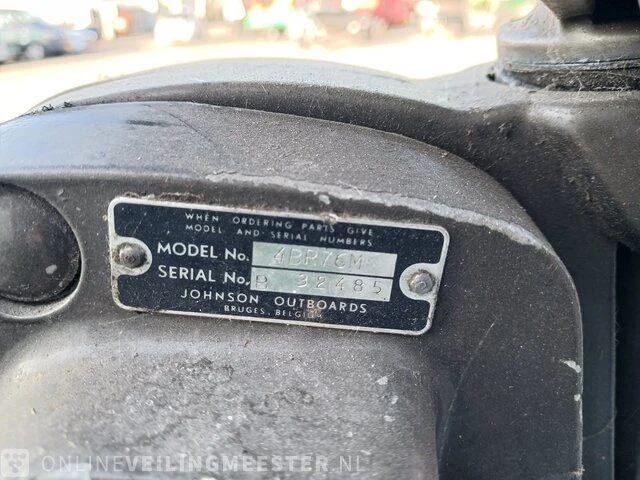 WHEN ORDERING PARTS GIVE
MODEL AND SERIAL NUMBERS
MODEL No. 4BR76M
SERIAL No. B 32485
JOHNSON OUTBOARDS
BRUGES, BELGIUM
ONLINEVEILINGMEESTER.NL